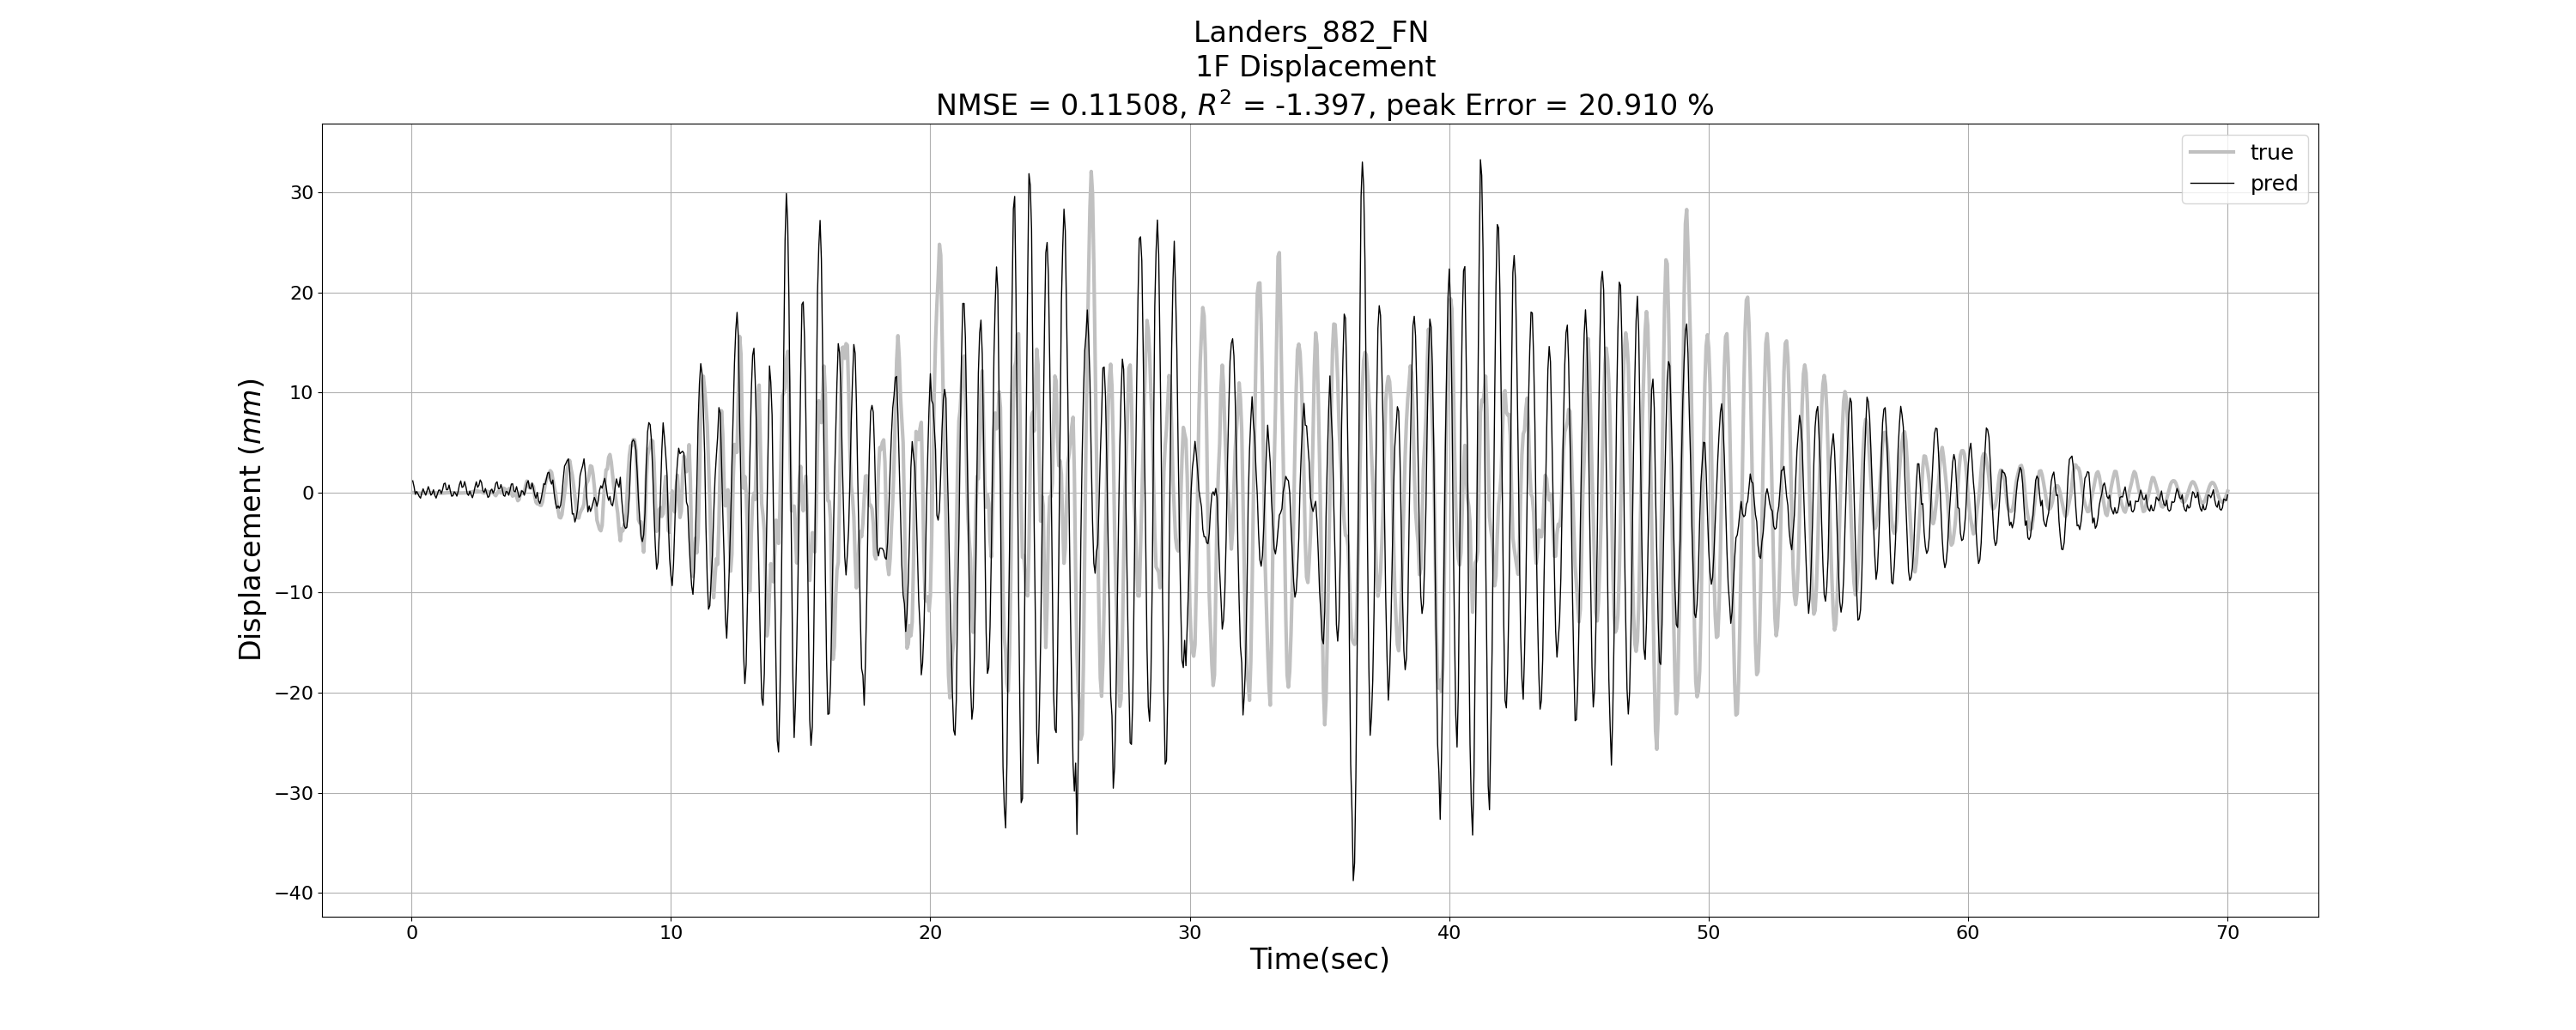 Landers_882_FN
1F Displacement
NMSE = 0.11508, R² = -1.397, peak Error = 20.910 %
true
pred
Displacement (mm)
30
20
10
0
−10
−20
−30
−40
0 10 20 30 40 50 60 70
Time(sec)